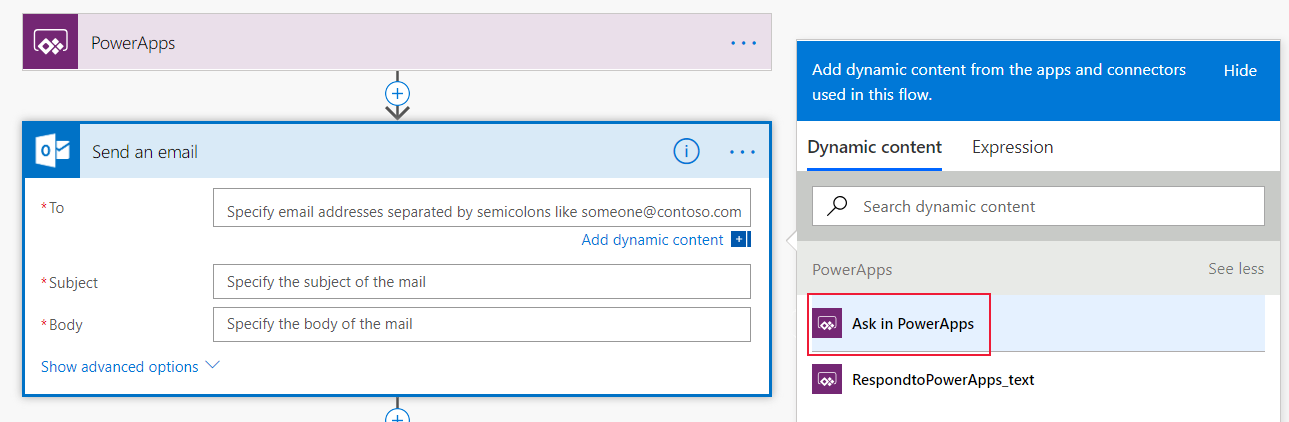 PowerApps
Send an email
*To
Specify email addresses separated by semicolons like someone@contoso.com
Add dynamic content
*Subject
Specify the subject of the mail
*Body
Specify the body of the mail
Show advanced options
Add dynamic content from the apps and connectors
used in this flow.
Hide
Dynamic content
Expression
Search dynamic content
PowerApps
See less
Ask in PowerApps
RespondtoPowerApps_text